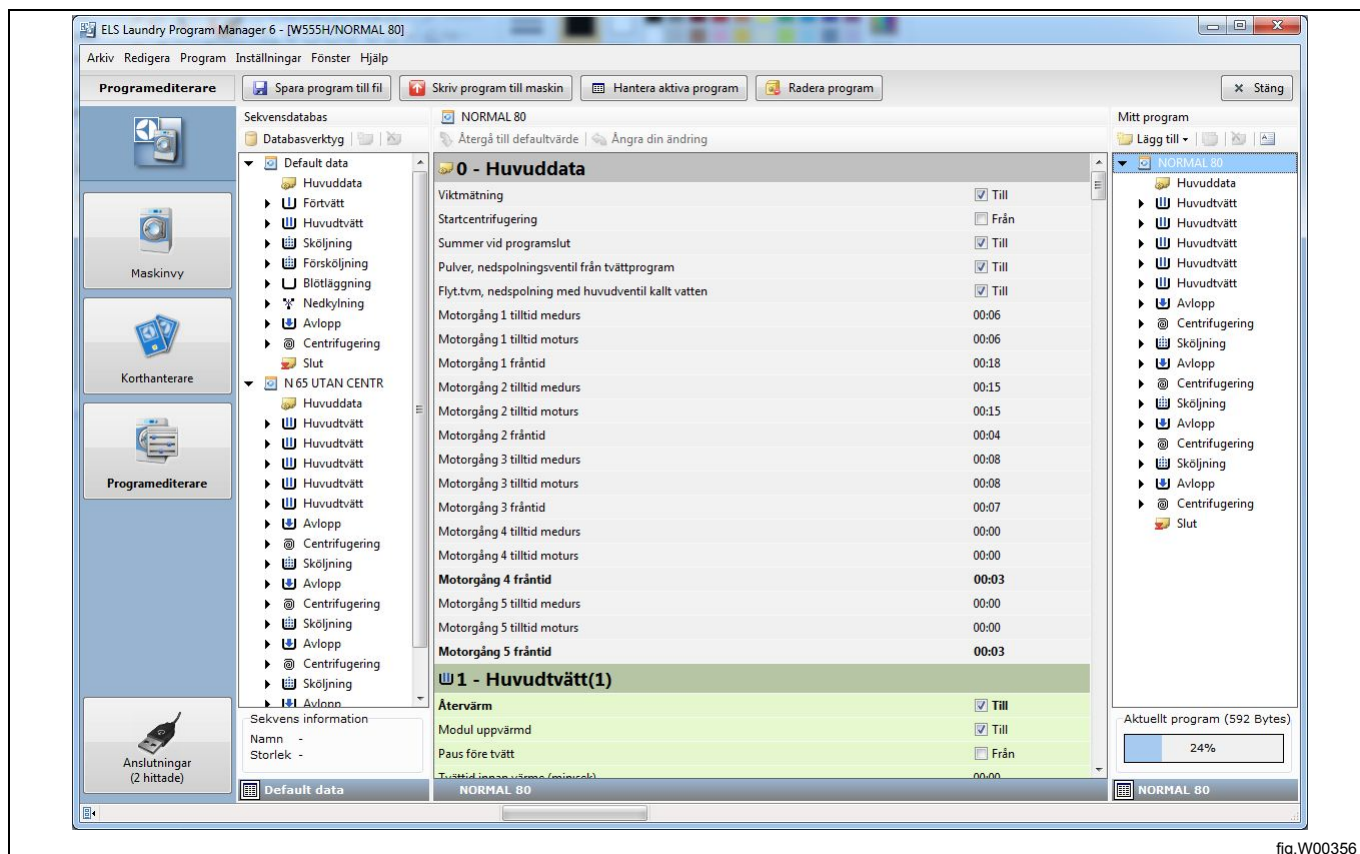 ELS Laundry Program Manager 6 - [W555H/NORMAL 80]
Arkiv Redigera Program Inställningar Fönster Hjälp
Programediterare
Spara program till fil
Skriv program till maskin
Hantera aktiva program
Radera program
Stäng
Maskinvy
Korthanterare
Programediterare
Anslutningar
(2 hittade)
Sekvensdatabas
Databasverktyg
Default data
Huvuddata
Förtvätt
Huvudtvätt
Sköljning
Försköljning
Blötläggning
Nedkylning
Avlopp
Centrifugering
Slut
N 65 UTAN CENTR
Huvuddata
Huvudtvätt
Huvudtvätt
Huvudtvätt
Huvudtvätt
Huvudtvätt
Avlopp
Centrifugering
Sköljning
Avlopp
Centrifugering
Sköljning
Avlopp
Centrifugering
Sköljning
Avlopp
Sekvens information
Namn -
Storlek -
Default data
NORMAL 80
Återgå till defaultvärde
Ångra din ändring
0 - Huvuddata
Viktmätning Till
Startcentrifugering Från
Summer vid programslut Till
Pulver, nedspolningsventil från tvättprogram Till
Flyt.tvm, nedspolning med huvudventil kallt vatten Till
Motorgång 1 tilltid medurs 00:06
Motorgång 1 tilltid moturs 00:06
Motorgång 1 fråntid 00:18
Motorgång 2 tilltid medurs 00:15
Motorgång 2 tilltid moturs 00:15
Motorgång 2 fråntid 00:04
Motorgång 3 tilltid medurs 00:08
Motorgång 3 tilltid moturs 00:08
Motorgång 3 fråntid 00:07
Motorgång 4 tilltid medurs 00:00
Motorgång 4 tilltid moturs 00:00
Motorgång 4 fråntid 00:03
Motorgång 5 tilltid medurs 00:00
Motorgång 5 tilltid moturs 00:00
Motorgång 5 fråntid 00:03
1 - Huvudtvätt(1)
Återvärm Till
Modul uppvärmd Till
Paus före tvätt Från
Tvättid innan värme (min:sek) 00:00
NORMAL 80
Mitt program
Lägg till
NORMAL 80
Huvuddata
Huvudtvätt
Huvudtvätt
Huvudtvätt
Huvudtvätt
Huvudtvätt
Avlopp
Centrifugering
Sköljning
Avlopp
Centrifugering
Sköljning
Avlopp
Centrifugering
Sköljning
Avlopp
Centrifugering
Slut
Aktuellt program (592 Bytes)
24%
NORMAL 80
fig.W00356